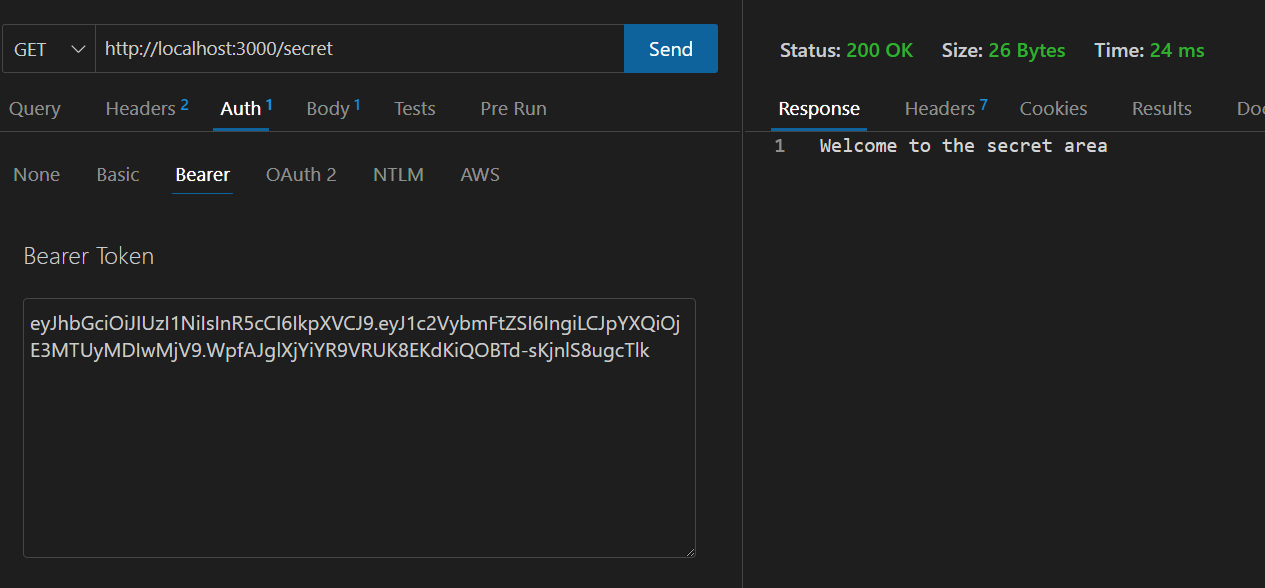 GET http://localhost:3000/secret Send
Query Headers 2 Auth 1 Body 1 Tests Pre Run
None Basic Bearer OAuth 2 NTLM AWS
Bearer Token
eyJhbGciOiJIUzI1NiIsInR5cCI6IkpXVCJ9.eyJ1c2VybmFtZSI6IngiLCJpYXQiOj
E3MTUyMDIwMjV9.WpfAJglXjYiYR9VRUK8EKdKiQOBTd-sKjnlS8ugcTlk
Status: 200 OK Size: 26 Bytes Time: 24 ms
Response Headers 7 Cookies Results Doc
1 Welcome to the secret area